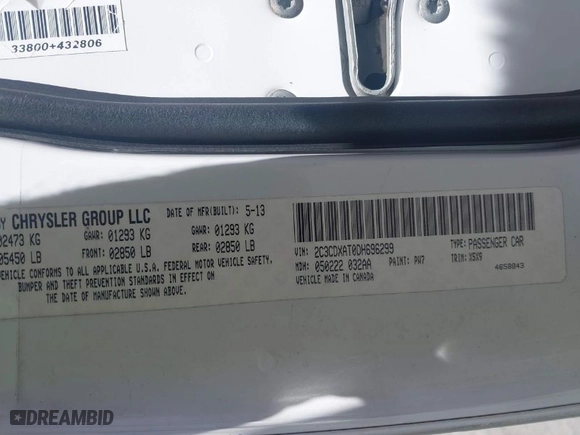 33800+432806
BY CHRYSLER GROUP LLC DATE OF MFR(BUILT): 5-13
02473 KG GAWR: 01293 KG GAWR: 01293 KG
05450 LB FRONT: 02850 LB REAR: 02850 LB
VEHICLE CONFORMS TO ALL APPLICABLE U.S.A. FEDERAL MOTOR VEHICLE SAFETY,
BUMPER AND THEFT PREVENTION STANDARDS IN EFFECT ON
THE DATE OF MANUFACTURE SHOWN ABOVE.
VIN: 2C3CDXAT0DH696299 TYPE: PASSENGER CAR
MDH: 050222 032AA PAINT: PW7 TRIM: X5X9
VEHICLE MADE IN CANADA 4658843
DREAMBID